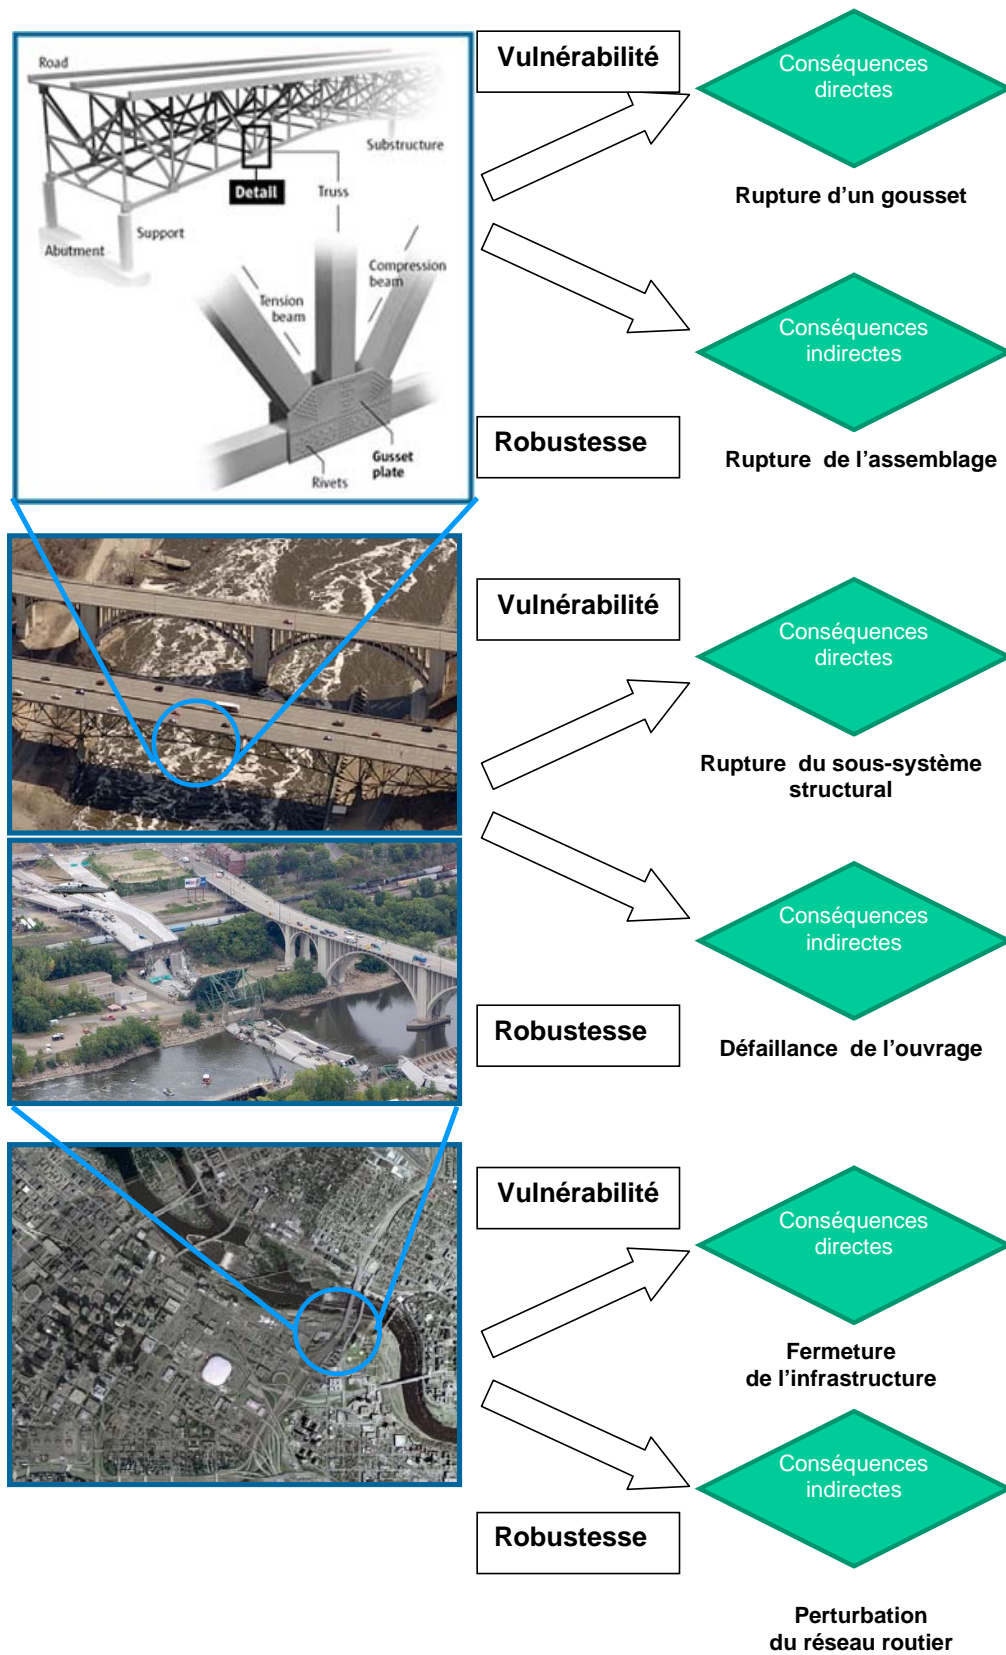 Road
Substructure
Detail
Truss
Support
Abutment
Compression
beam
Tension
beam
Gusset
plate
Rivets
Vulnérabilité
Conséquences
directes
Rupture d'un gousset
Conséquences
indirectes
Robustesse
Rupture de l'assemblage
Vulnérabilité
Conséquences
directes
Rupture du sous-système
structural
Conséquences
indirectes
Robustesse
Défaillance de l'ouvrage
Vulnérabilité
Conséquences
directes
Fermeture
de l'infrastructure
Conséquences
indirectes
Robustesse
Perturbation
du réseau routier